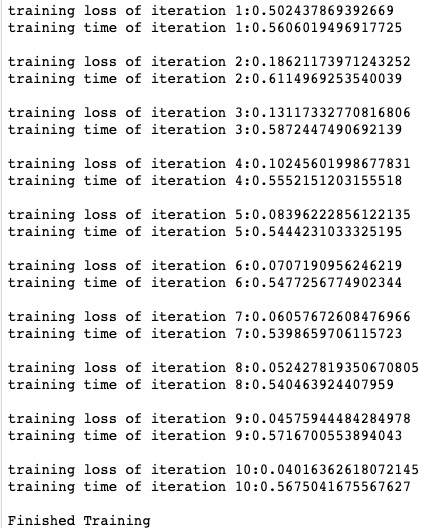 training loss of iteration 1:0.502437869392669
training time of iteration 1:0.5606019496917725
training loss of iteration 2:0.18621173971243252
training time of iteration 2:0.6114969253540039
training loss of iteration 3:0.13117332770816806
training time of iteration 3:0.5872447490692139
training loss of iteration 4:0.10245601998677831
training time of iteration 4:0.5552151203155518
training loss of iteration 5:0.08396222856122135
training time of iteration 5:0.5444231033325195
training loss of iteration 6:0.0707190956246219
training time of iteration 6:0.5477256774902344
training loss of iteration 7:0.06057672608476966
training time of iteration 7:0.5398659706115723
training loss of iteration 8:0.052427819350670805
training time of iteration 8:0.540463924407959
training loss of iteration 9:0.04575944484284978
training time of iteration 9:0.5716700553894043
training loss of iteration 10:0.04016362618072145
training time of iteration 10:0.5675041675567627
Finished Training